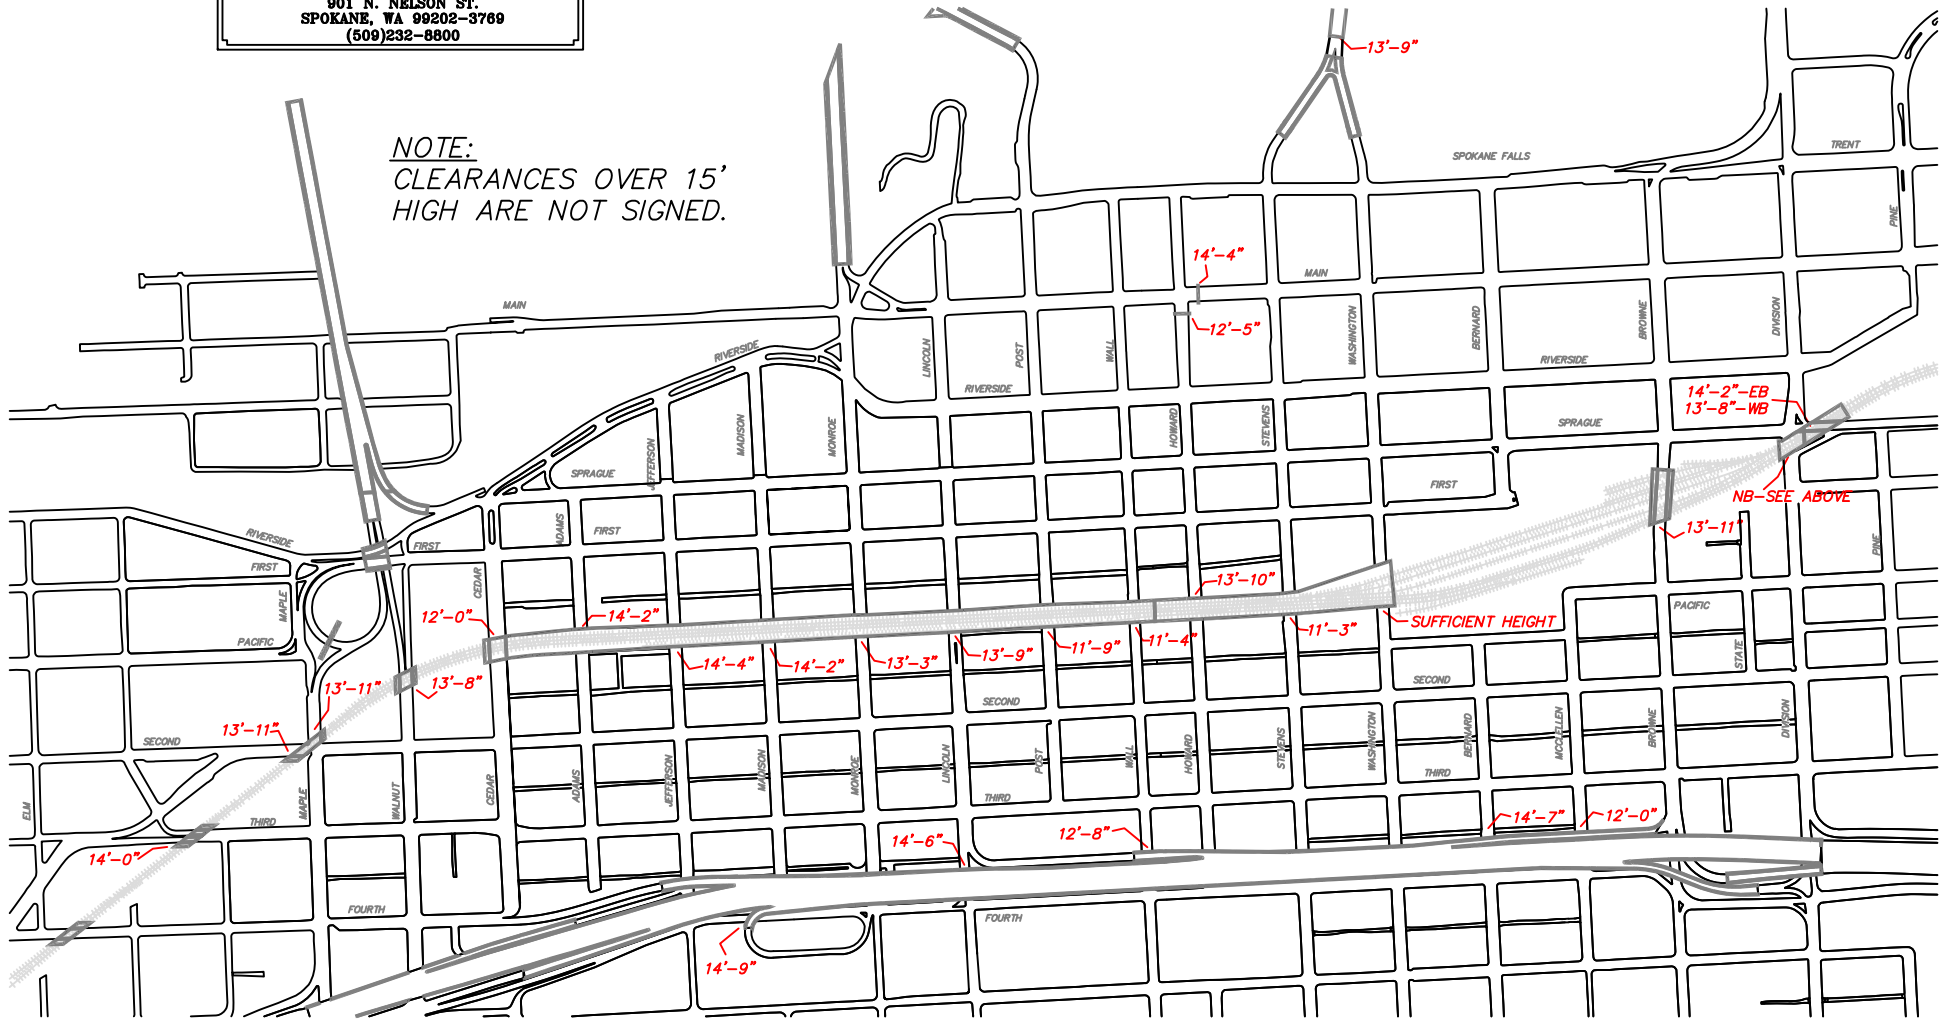 901 N. NELSON ST.
SPOKANE, WA 99202-3769
(509)232-8800
NOTE:
CLEARANCES OVER 15'
HIGH ARE NOT SIGNED.
13'-9"
SPOKANE FALLS
TRENT
PINE
14'-4"
MAIN
12'-5"
MAIN
RIVERSIDE
LINCOLN
POST
WALL
WASHINGTON
BERNARD
BROWNE
DIVISION
RIVERSIDE
RIVERSIDE
14'-2"-EB
13'-8"-WB
SPRAGUE
JEFFERSON
MADISON
MONROE
HOWARD
STEVENS
SPRAGUE
FIRST
NB-SEE ABOVE
13'-11"
RIVERSIDE
FIRST
ADAMS
FIRST
PINE
FIRST
CEDAR
MAPLE
PACIFIC
12'-0"
14'-2"
13'-10"
PACIFIC
SUFFICIENT HEIGHT
11'-3"
11'-4"
11'-9"
13'-9"
13'-3"
14'-2"
14'-4"
STATE
13'-8"
13'-11"
13'-11"
SECOND
SECOND
SECOND
WASHINGTON
BERNARD
MCCLELLEN
BROWNE
DIVISION
ELM
MAPLE
WALNUT
CEDAR
ADAMS
JEFFERSON
MADISON
MONROE
LINCOLN
POST
WALL
HOWARD
STEVENS
THIRD
THIRD
THIRD
14'-0"
14'-6"
12'-8"
14'-7"
12'-0"
FOURTH
FOURTH
14'-9"